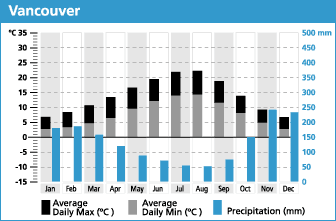 Vancouver
°C 35
30
25
20
15
10
5
0
-5
-10
-15
500 mm
450
400
350
300
250
200
150
100
50
0
Jan Feb Mar Apr May Jun Jul Aug Sep Oct Nov Dec
Average
Daily Max (°C)
Average
Daily Min (°C)
Precipitation (mm)